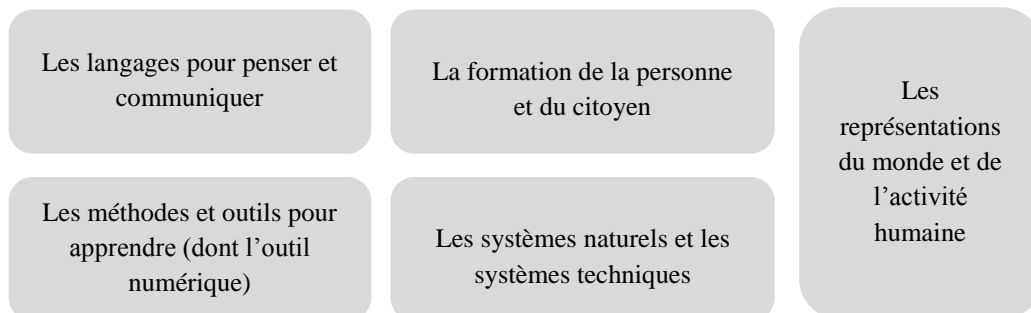 Les langages pour penser et
communiquer
La formation de la personne
et du citoyen
Les
représentations
du monde et de
l’activité
humaine
Les méthodes et outils pour
apprendre (dont l’outil
numérique)
Les systèmes naturels et les
systèmes techniques